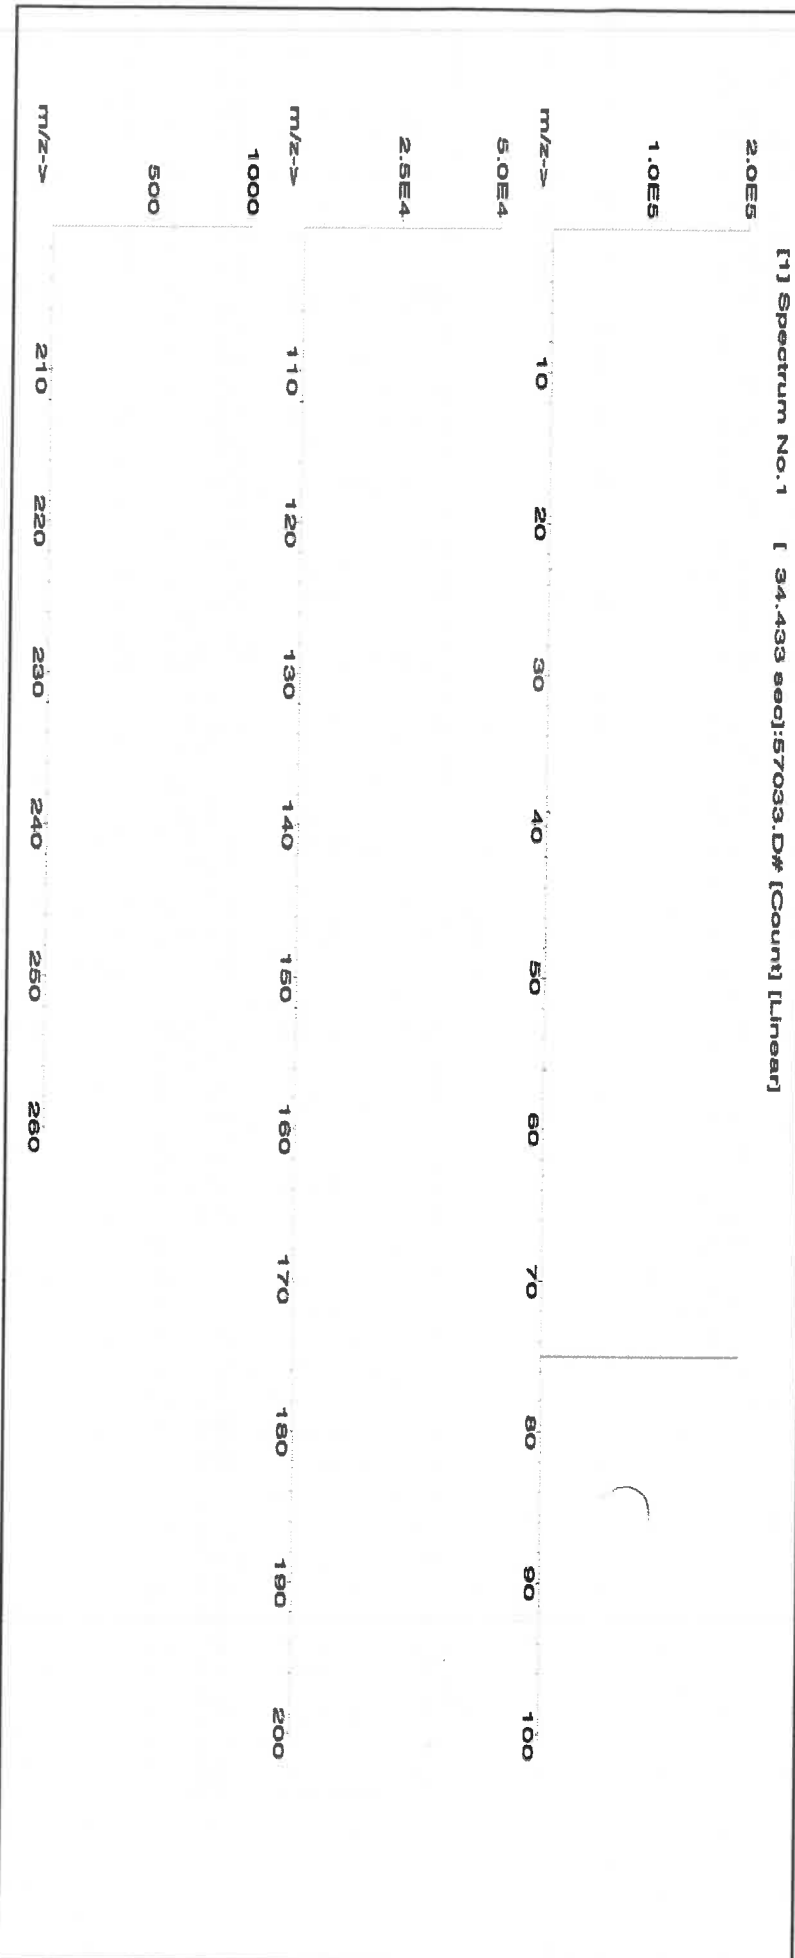 [1] Spectrum No.1 [ 34.433 sec]:57033.D# [Count] [Linear]
2.0E5
1.0E5
m/z-> 10 20 30 40 50 60 70 80 90 100
5.0E4
2.5E4
m/z-> 110 120 130 140 150 160 170 180 190 200
1000
500
m/z-> 210 220 230 240 250 260